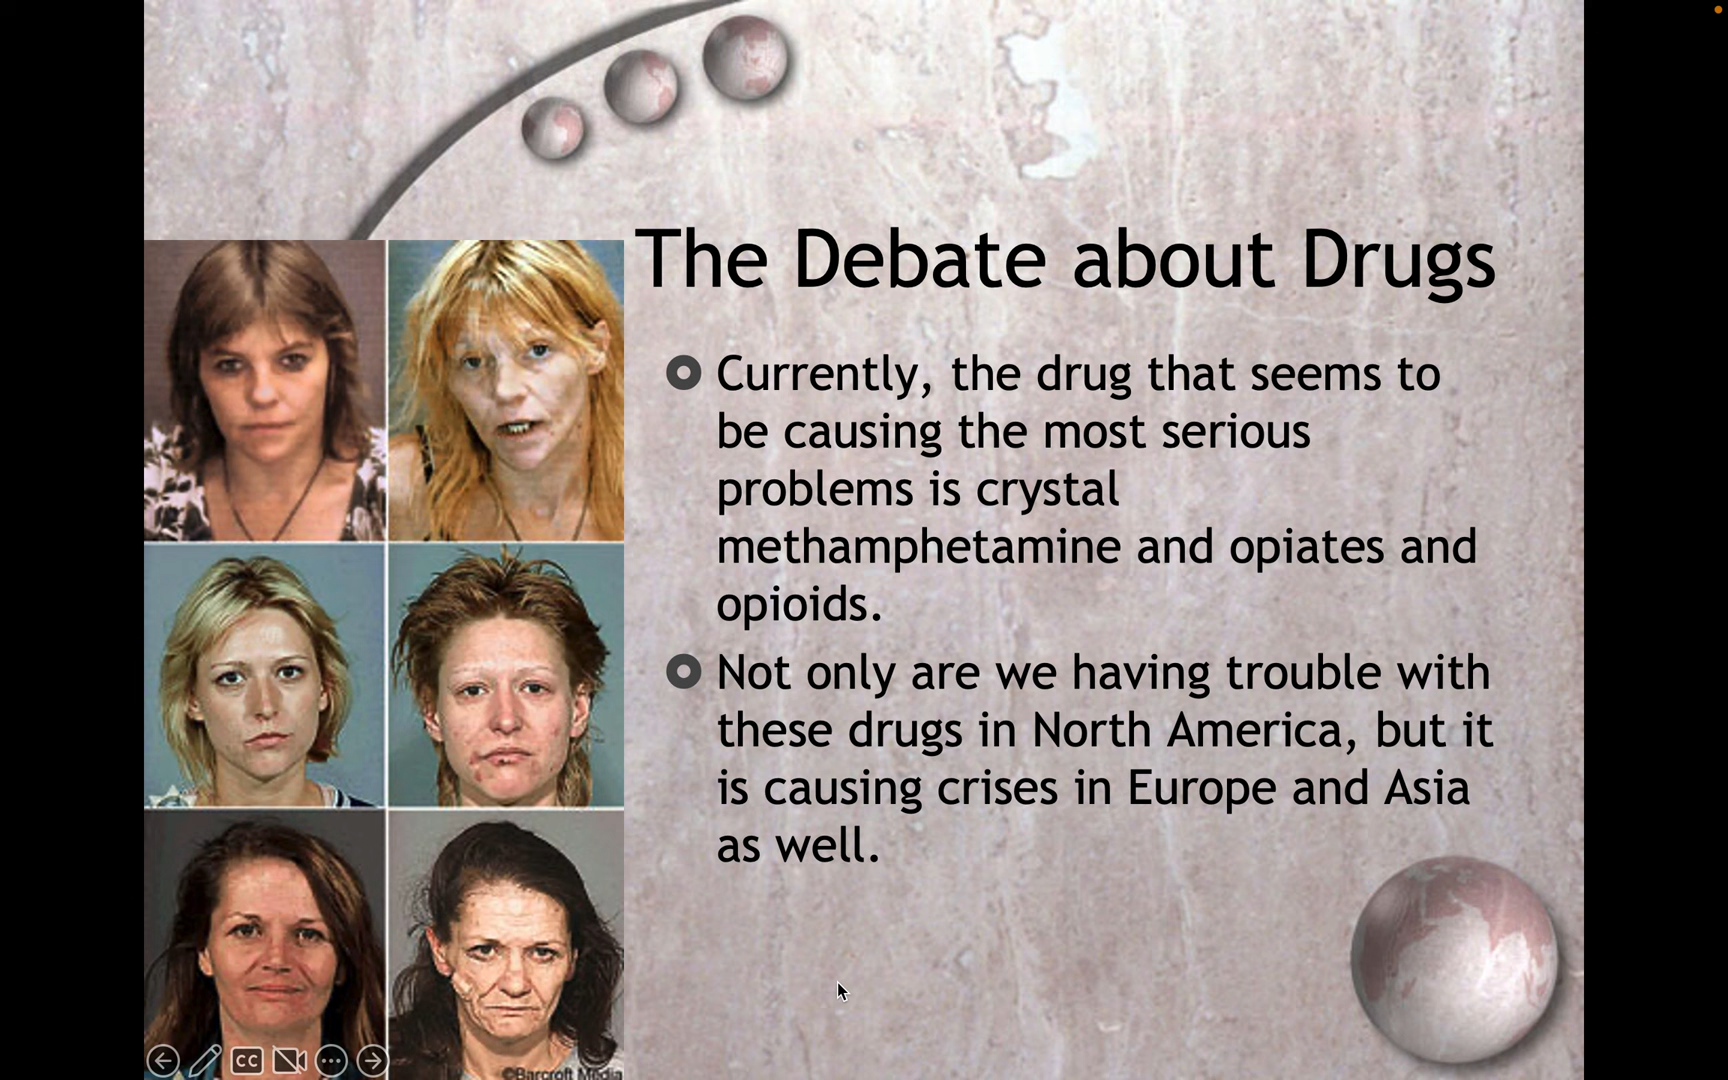 The Debate about Drugs
Currently, the drug that seems to
be causing the most serious
problems is crystal
methamphetamine and opiates and
opioids.
Not only are we having trouble with
these drugs in North America, but it
is causing crises in Europe and Asia
as well.
CC
©Barcroft Media